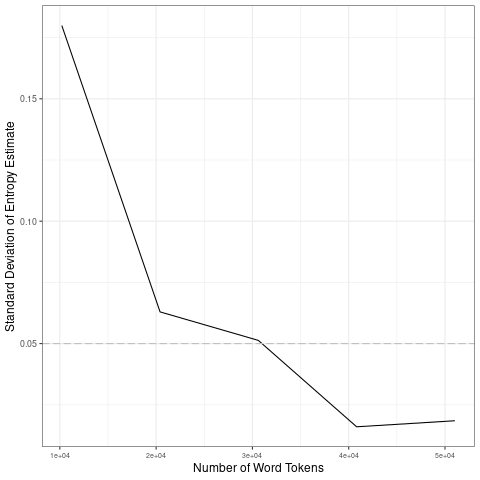 Standard Deviation of Entropy Estimate
0.15
0.10
0.05
1e+04 2e+04 3e+04 4e+04 5e+04
Number of Word Tokens